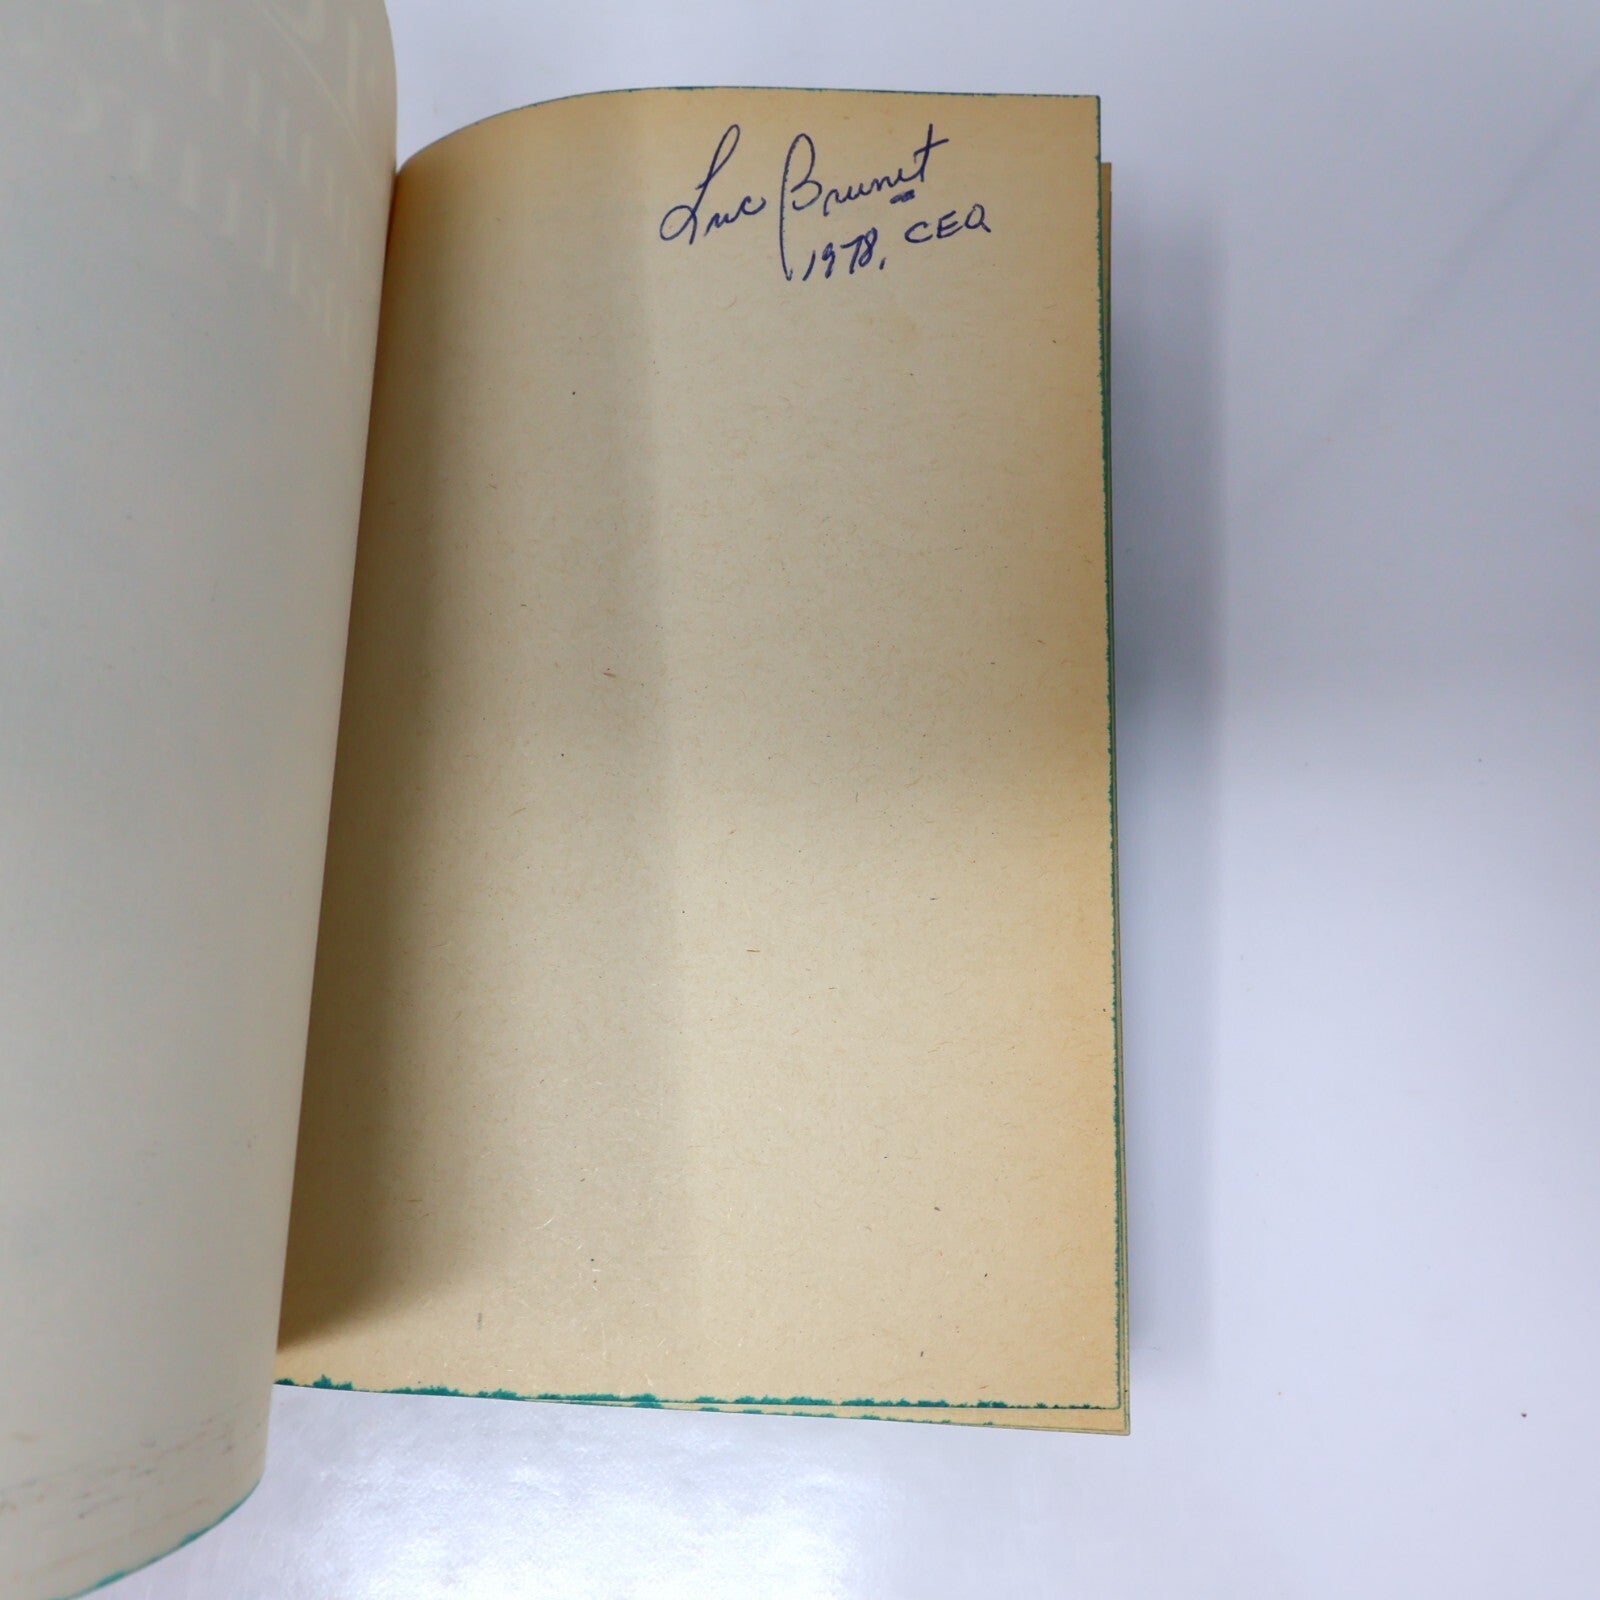 Luc Brunet
1978, CEQ